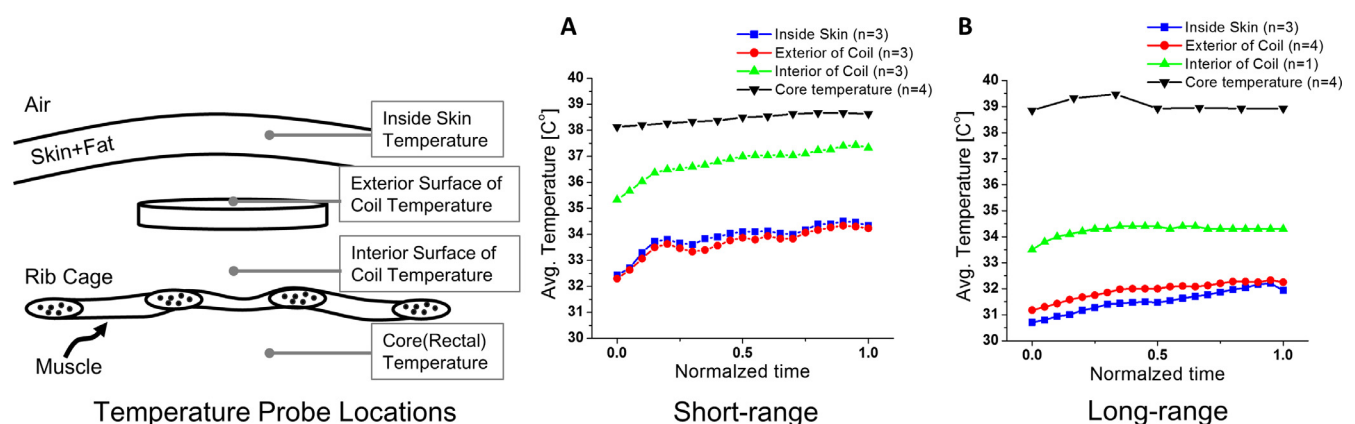 Air
Skin+Fat
Rib Cage
Muscle
Inside Skin
Temperature
Exterior Surface of
Coil Temperature
Interior Surface of
Coil Temperature
Core(Rectal)
Temperature
Temperature Probe Locations
A
Inside Skin (n=3)
Exterior of Coil (n=3)
Interior of Coil (n=3)
Core temperature (n=4)
Avg. Temperature [C°]
40
39
38
37
36
35
34
33
32
31
30
0.0
0.5
1.0
Normalzed time
Short-range
B
Inside Skin (n=3)
Exterior of Coil (n=4)
Interior of Coil (n=1)
Core temperature (n=4)
Avg. Temperature [C°]
40
39
38
37
36
35
34
33
32
31
30
0.0
0.5
1.0
Normalzed time
Long-range